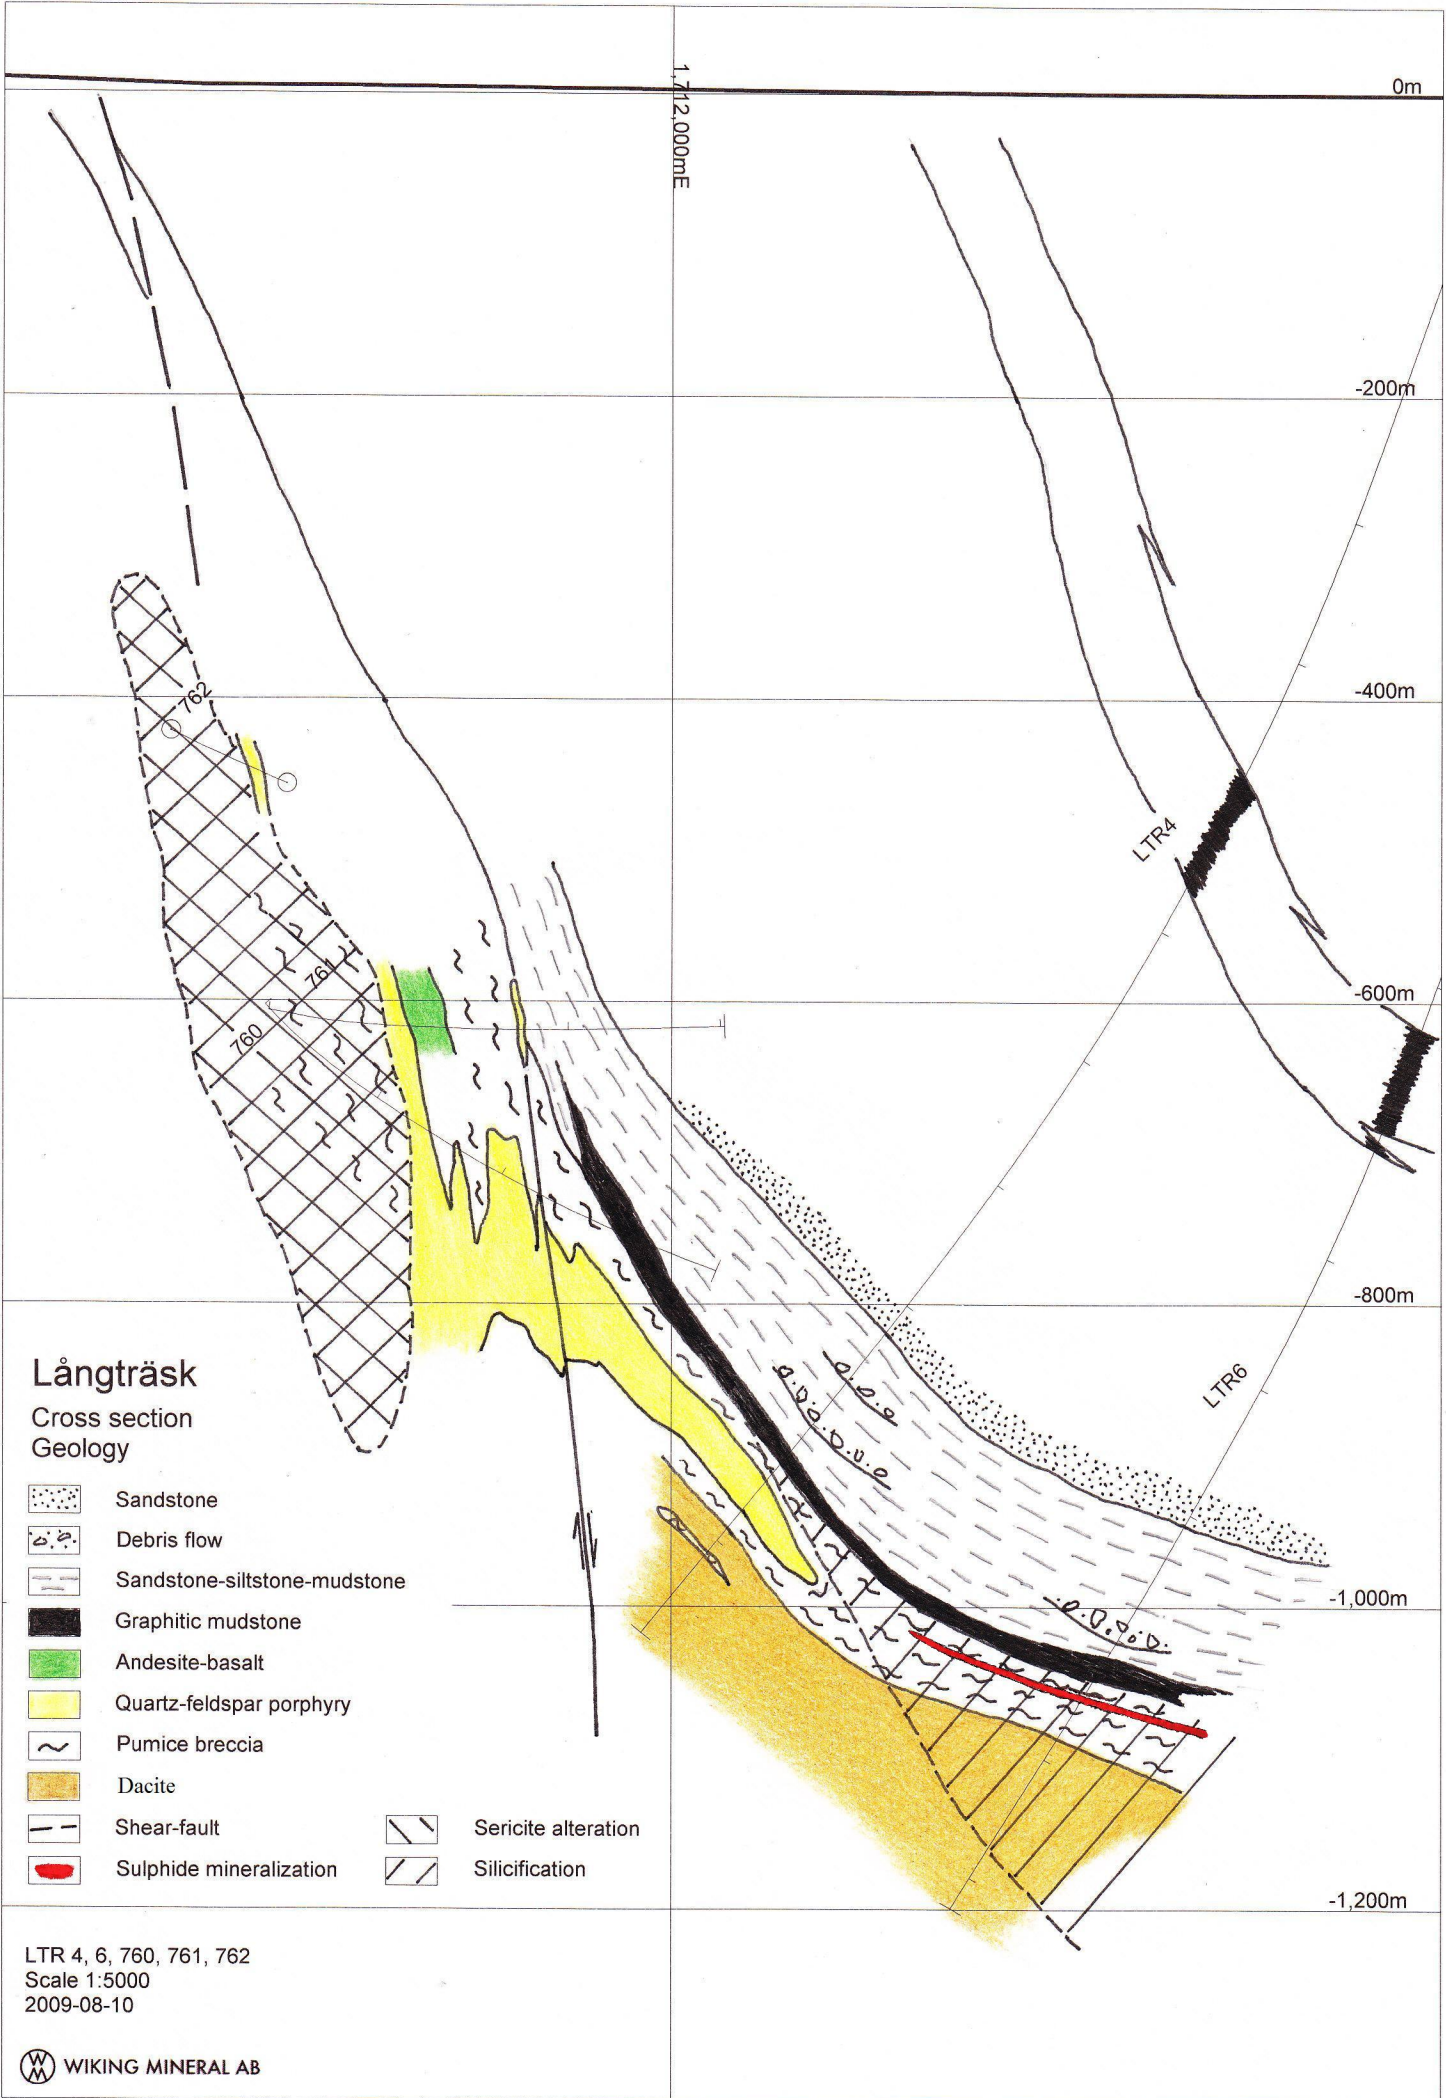 1,712,000mE
0m
-200m
-400m
762
LTR4
761
-600m
760
-800m
LTR6
-1,000m
-1,200m
Långträsk
Cross section
Geology
Sandstone
Debris flow
Sandstone-siltstone-mudstone
Graphitic mudstone
Andesite-basalt
Quartz-feldspar porphyry
Pumice breccia
Dacite
Shear-fault
Sericite alteration
Sulphide mineralization
Silicification
LTR 4, 6, 760, 761, 762
Scale 1:5000
2009-08-10
WM WIKING MINERAL AB